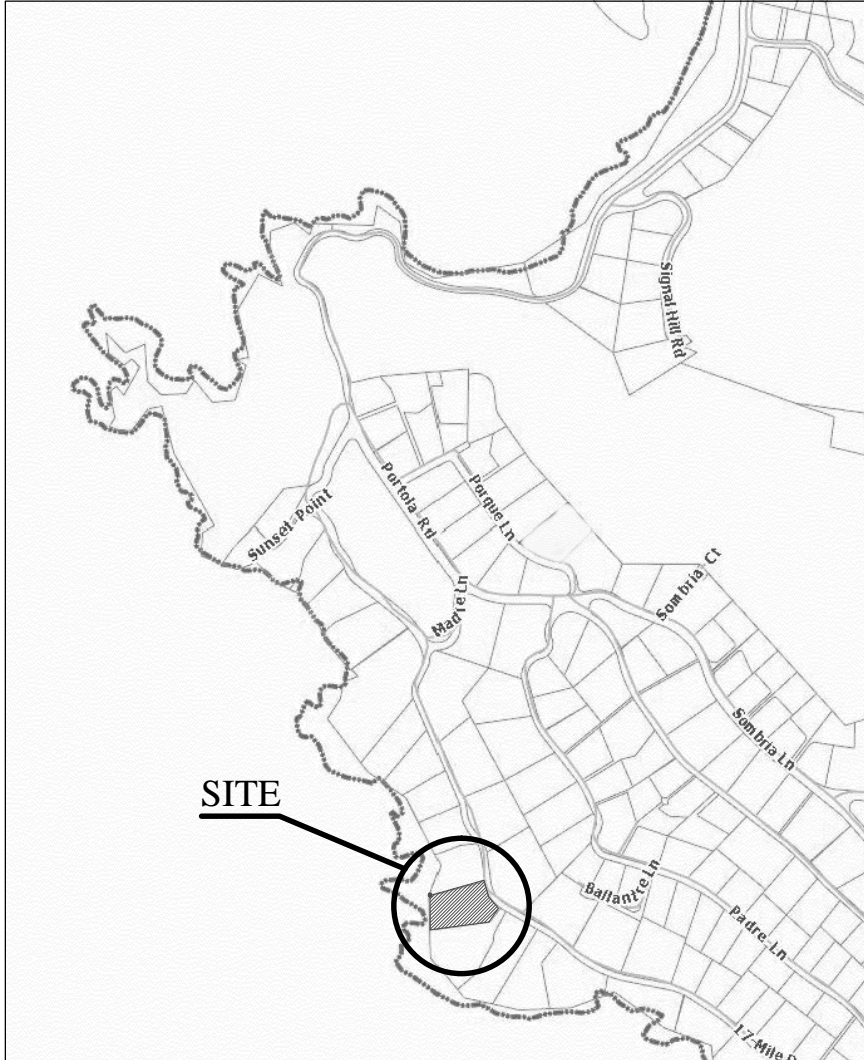 Signal Hill Rd
Portola Rd
Porque Ln
Sunset Point
Sombria Ct
Madre Ln
Sombria Ln
SITE
Ballantre Ln
Padre Ln
17-Mile D